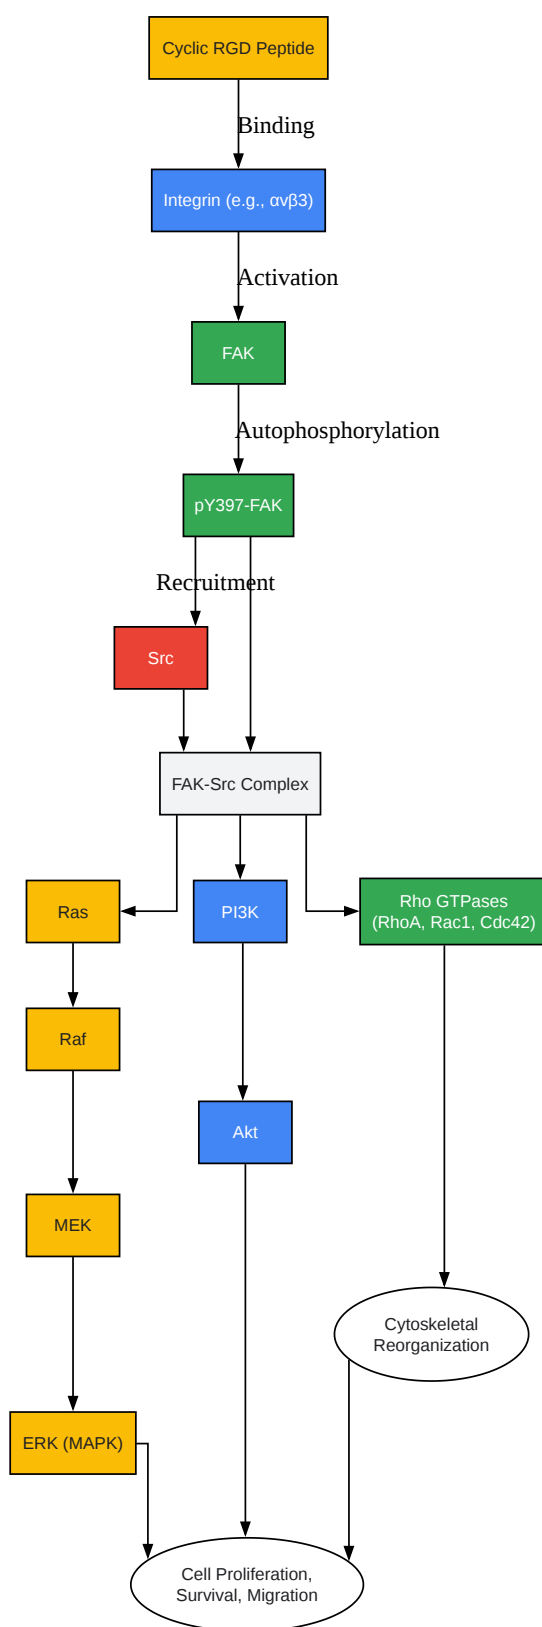 Cyclic RGD Peptide
Binding
Integrin (e.g., αvβ3)
Activation
FAK
Autophosphorylation
pY397-FAK
Recruitment
Src
FAK-Src Complex
Ras
PI3K
Rho GTPases
(RhoA, Rac1, Cdc42)
Raf
Akt
MEK
Cytoskeletal
Reorganization
ERK (MAPK)
Cell Proliferation,
Survival, Migration